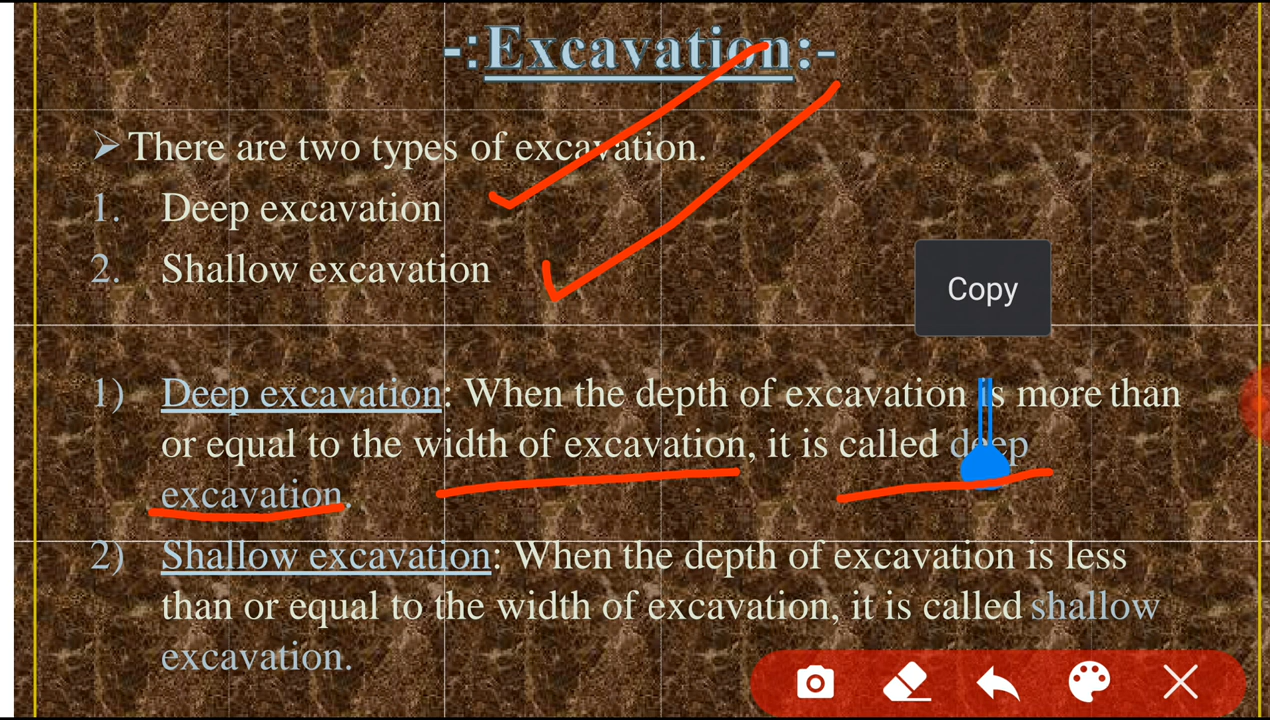 -:Excavation:-
➢ There are two types of excavation.
1. Deep excavation
2. Shallow excavation
Copy
1) Deep excavation: When the depth of excavation is more than
or equal to the width of excavation, it is called deep
excavation.
2) Shallow excavation: When the depth of excavation is less
than or equal to the width of excavation, it is called shallow
excavation.